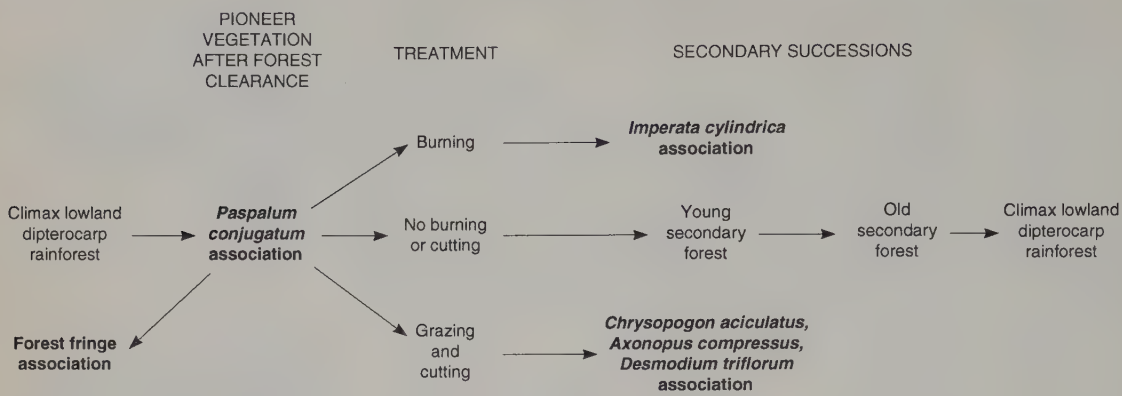 PIONEER
VEGETATION
AFTER FOREST
CLEARANCE
TREATMENT
SECONDARY SUCCESSIONS
Burning
Imperata cylindrica
association
Climax lowland
dipterocarp
rainforest
Paspalum
conjugatum
association
No burning
or cutting
Young
secondary
forest
Old
secondary
forest
Climax lowland
dipterocarp
rainforest
Forest fringe
association
Grazing
and
cutting
Chrysopogon aciculatus,
Axonopus compressus,
Desmodium triflorum
association